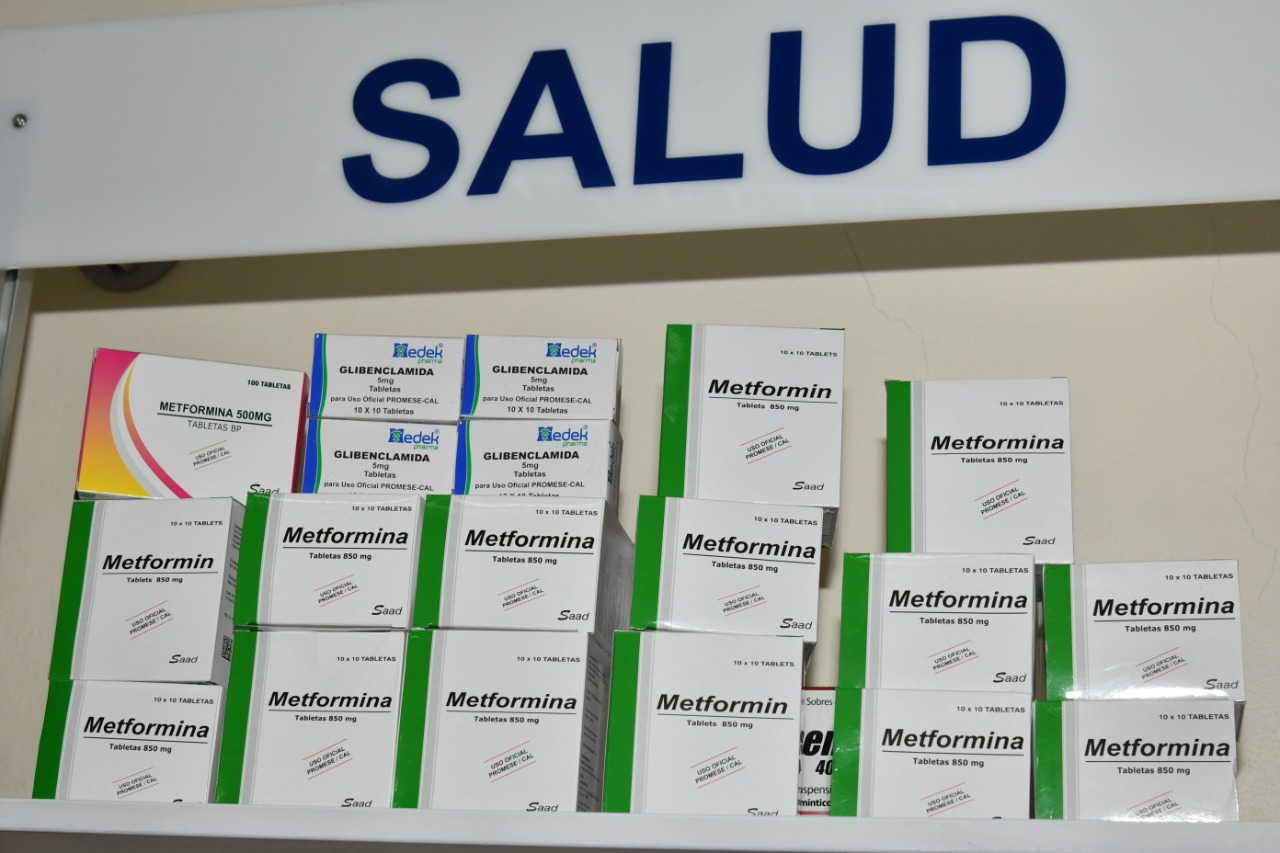 SALUD
100 TABLETAS
METFORMINA 500MG
TABLETAS BP
USO OFICIAL
PROMESE / CAL
Saad
Medek®
pharma
GLIBENCLAMIDA
5mg
Tabletas
para Uso Oficial PROMESE-CAL
10 X 10 Tabletas
Medek®
pharma
GLIBENCLAMIDA
5mg
Tabletas
para Uso Oficial PROMESE-CAL
10 X 10 Tabletas
Medek®
pharma
GLIBENCLAMIDA
5mg
Tabletas
para Uso Oficial PROMESE-CAL
Medek®
pharma
GLIBENCLAMIDA
5mg
Tabletas
para Uso Oficial PROMESE-CAL
10 X 10 Tabletas
10 x 10 TABLETS
Metformin
Tablets 850 mg
USO OFICIAL
PROMESE / CAL
Saad
10 x 10 TABLETAS
Metformina
Tabletas 850 mg
USO OFICIAL
PROMESE / CAL
Saad
10 x 10 TABLETS
Metformin
Tablets 850 mg
USO OFICIAL
PROMESE / CAL
Saad
10 x 10 TABLETAS
Metformina
Tabletas 850 mg
USO OFICIAL
PROMESE / CAL
Saad
10 x 10 TABLETAS
Metformina
Tabletas 850 mg
USO OFICIAL
PROMESE / CAL
Saad
10 x 10 TABLETAS
Metformina
Tabletas 850 mg
USO OFICIAL
PROMESE / CAL
Saad
10 x 10 TABLETAS
Metformina
Tabletas 850 mg
USO OFICIAL
PROMESE / CAL
Saad
10 x 10 TABLETAS
Metformina
Tabletas 850 mg
USO OFICIAL
PROMESE / CAL
Saad
10 x 10 TABLETAS
Metformina
Tabletas 850 mg
USO OFICIAL
PROMESE / CAL
10 x 10 TABLETAS
Metformina
Tabletas 850 mg
USO OFICIAL
PROMESE / CAL
Saad
10 x 10 TABLETAS
Metformina
Tabletas 850 mg
USO OFICIAL
PROMESE / CAL
Saad
10 x 10 TABLETS
Metformin
Tablets 850 mg
USO OFICIAL
PROMESE / CAL
Saad
Sobres
40
10 x 10 TABLETAS
Metformina
Tabletas 850 mg
USO OFICIAL
PROMESE / CAL
10 x 10 TABLETAS
Metformina
Tabletas 850 mg
USO OFICIAL